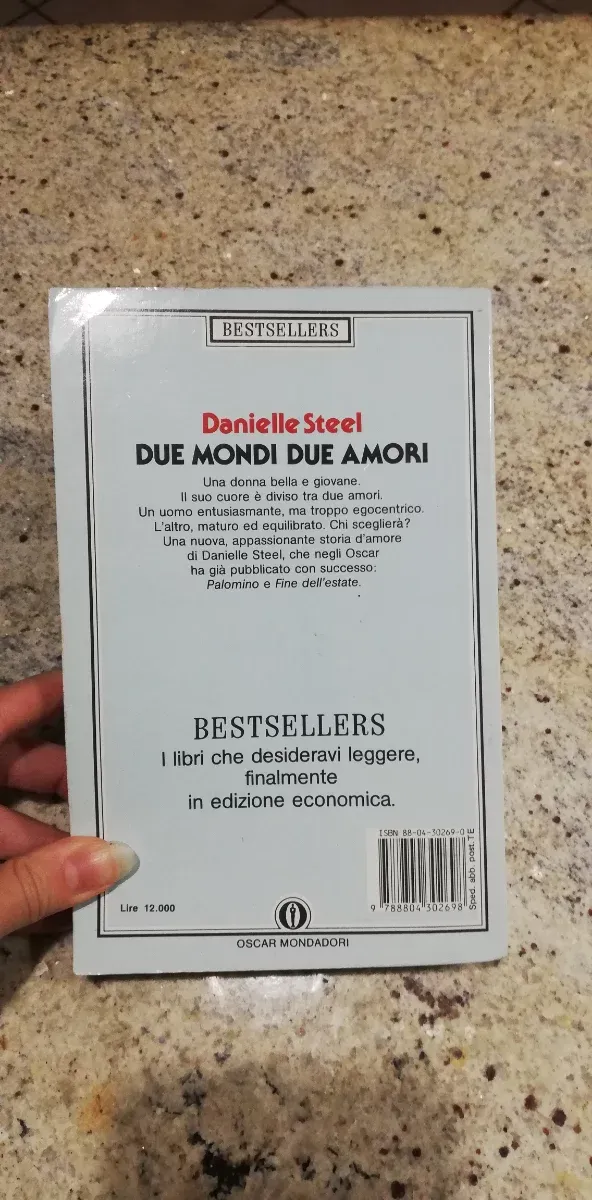 BESTSELLERS
Danielle Steel
DUE MONDI DUE AMORI
Una donna bella e giovane.
Il suo cuore è diviso tra due amori.
Un uomo entusiasmante, ma troppo egocentrico.
L'altro, maturo ed equilibrato. Chi sceglierà?
Una nuova, appassionante storia d'amore
di Danielle Steel, che negli Oscar
ha già pubblicato con successo:
Palomino e Fine dell'estate.
BESTSELLERS
I libri che desideravi leggere,
finalmente
in edizione economica.
ISBN 88-04-30269-0
9 788804 302698
Sped. abb. post. TE
Lire 12.000
OSCAR MONDADORI